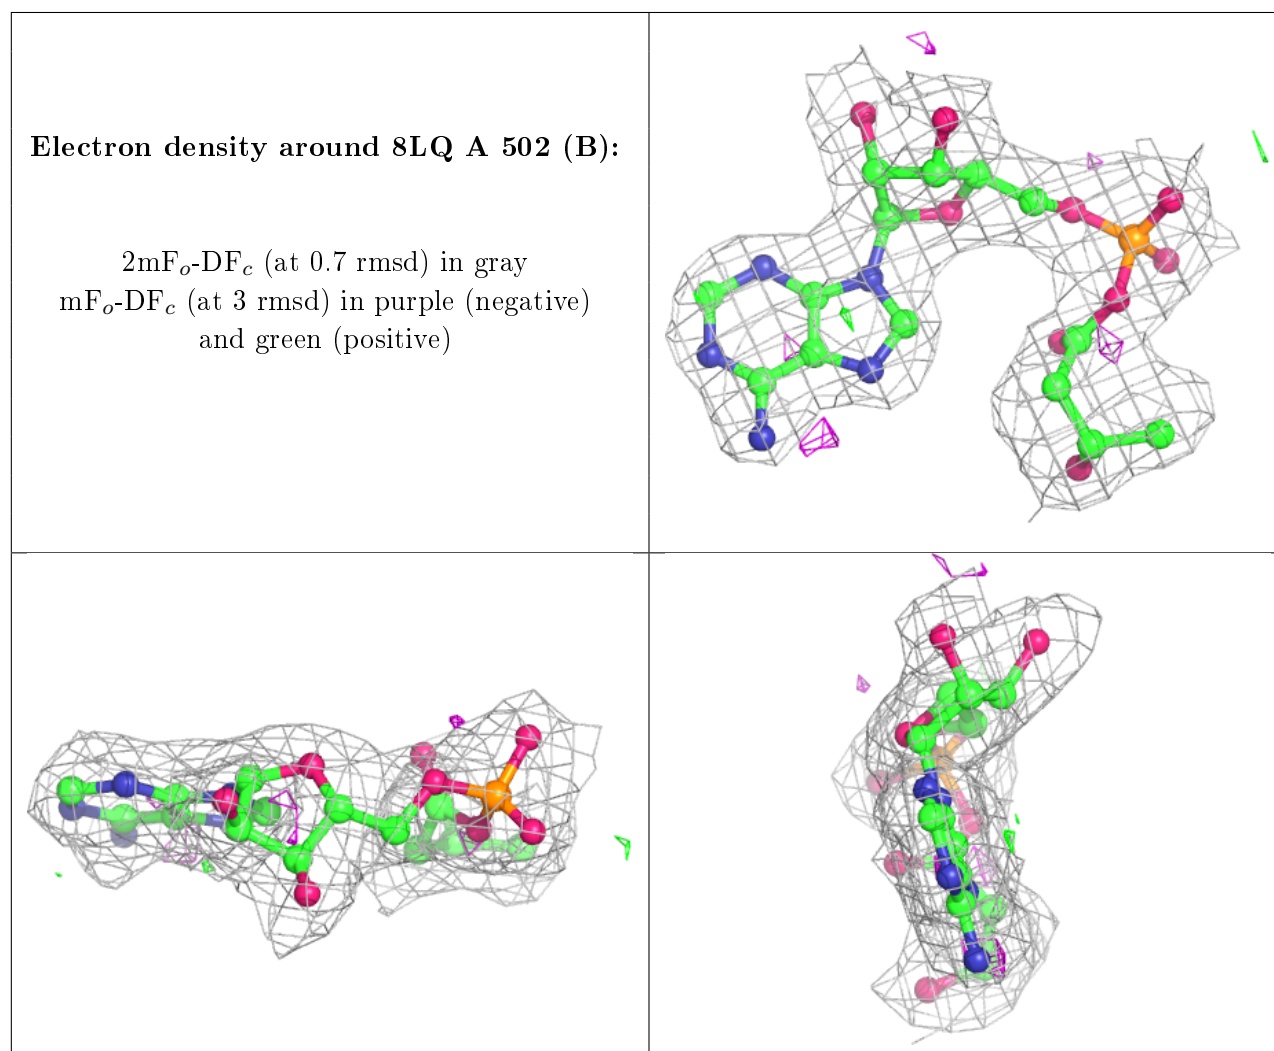 Electron density around 8LQ A 502 (B):
2mFo-DFc (at 0.7 rmsd) in gray
mFo-DFc (at 3 rmsd) in purple (negative)
and green (positive)